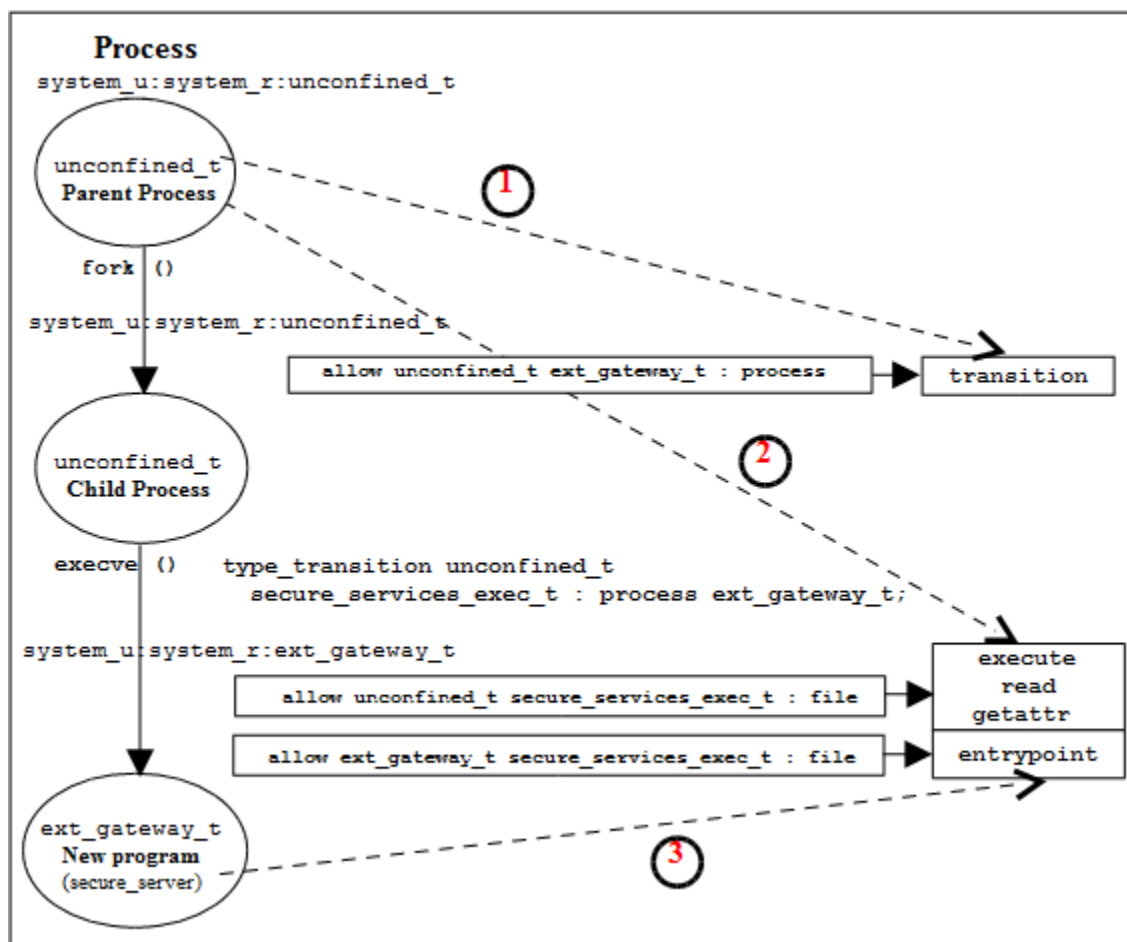 Process
system_u:system_r:unconfined_t
unconfined_t
Parent Process
1
fork ()
system_u:system_r:unconfined_t
allow unconfined_t ext_gateway_t : process
transition
2
unconfined_t
Child Process
execve ()
type_transition unconfined_t
secure_services_exec_t : process ext_gateway_t;
system_u:system_r:ext_gateway_t
execute
read
getattr
allow unconfined_t secure_services_exec_t : file
allow ext_gateway_t secure_services_exec_t : file
entrypoint
ext_gateway_t
New program
(secure_server)
3